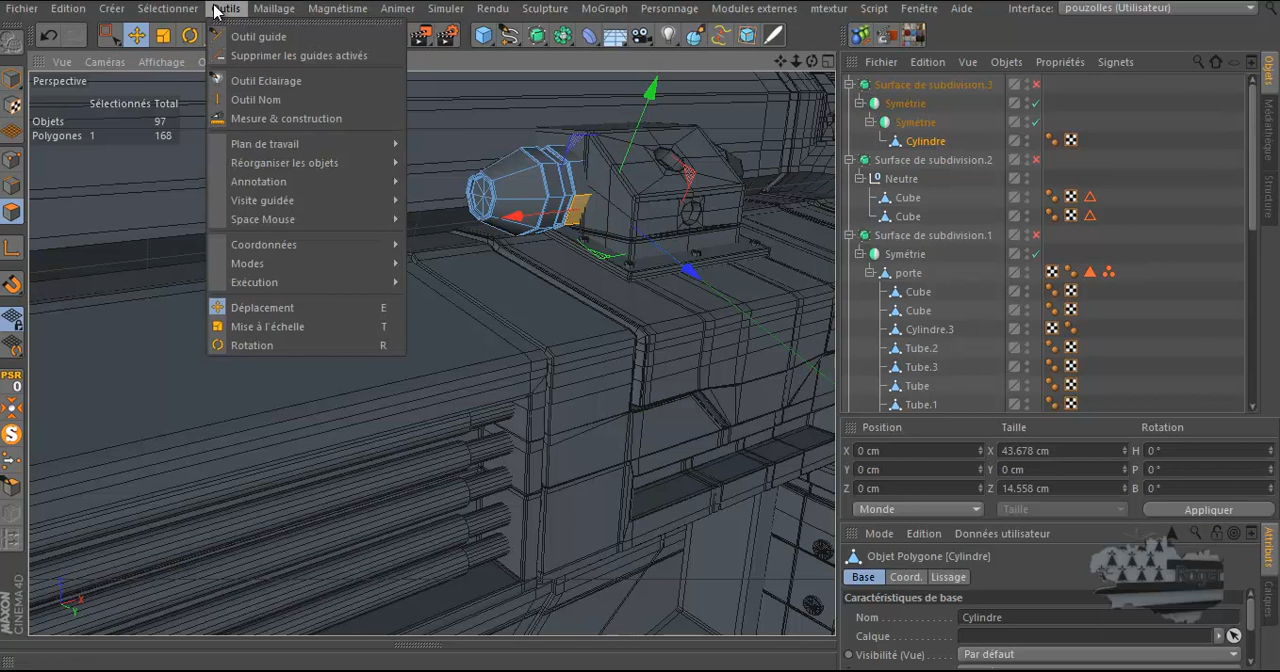 Fichier Edition Créer Sélectionner Outils Maillage Magnétisme Animer Simuler Rendu Sculpture MoGraph Personnage Modules externes mtextur Script Fenêtre Aide Interface: pouzolles (Utilisateur)
Vue Caméras Affichage
Perspective
Sélectionnés Total
Objets 97
Polygones 1 168
Outil guide
Supprimer les guides activés
Outil Eclairage
Outil Nom
Mesure & construction
Plan de travail
Réorganiser les objets
Annotation
Visite guidée
Space Mouse
Coordonnées
Modes
Exécution
Déplacement E
Mise à l'échelle T
Rotation R
PSR
0
MAXON
CINEMA 4D
Fichier Edition Vue Objets Propriétés Signets
Surface de subdivision.3
Symétrie
Symétrie
Cylindre
Surface de subdivision.2
Neutre
Cube
Cube
Surface de subdivision.1
Symétrie
porte
Cube
Cube
Cylindre.3
Tube.2
Tube.3
Tube
Tube.1
Objets
Médiathèque
Structure
Position Taille Rotation
X 0 cm X 43.678 cm H 0 °
Y 0 cm Y 0 cm P 0 °
Z 0 cm Z 14.558 cm B 0 °
Monde Taille Appliquer
Mode Edition Données utilisateur
Objet Polygone [Cylindre]
Base Coord. Lissage
Caractéristiques de base
Nom Cylindre
Calque
Visibilité (Vue) Par défaut
Attributs
Calques